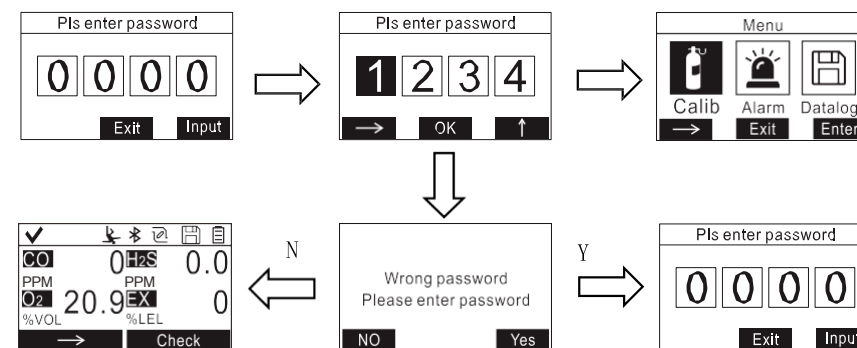 Pls enter password
0 0 0 0
Exit Input
Pls enter password
1 2 3 4
→ OK ↑
Menu
Calib Alarm Datalog
→ Exit Enter
N
Y
CO 0 H2S 0.0
PPM PPM
O2 20.9 EX 0
%VOL %LEL
→ Check
Wrong password
Please enter password
NO Yes
Pls enter password
0 0 0 0
Exit Input